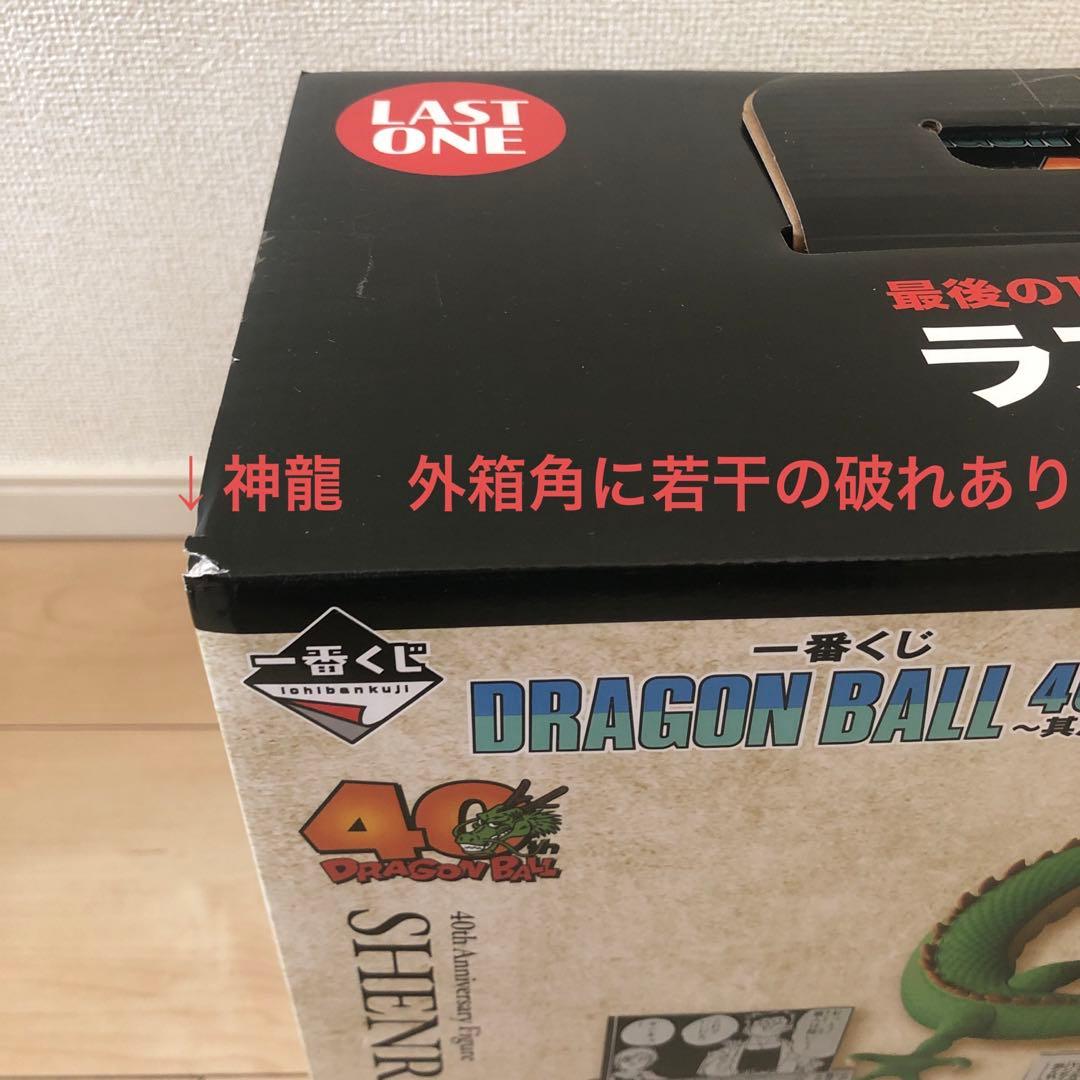 LAST
ONE
最後の1
ラ
↓神龍 外箱角に若干の破れあり
一番くじ
ichibankuji
一番くじ
DRAGON BALL 40
～其
40th
DRAGON BALL
40th Anniversary Figure
SHENR